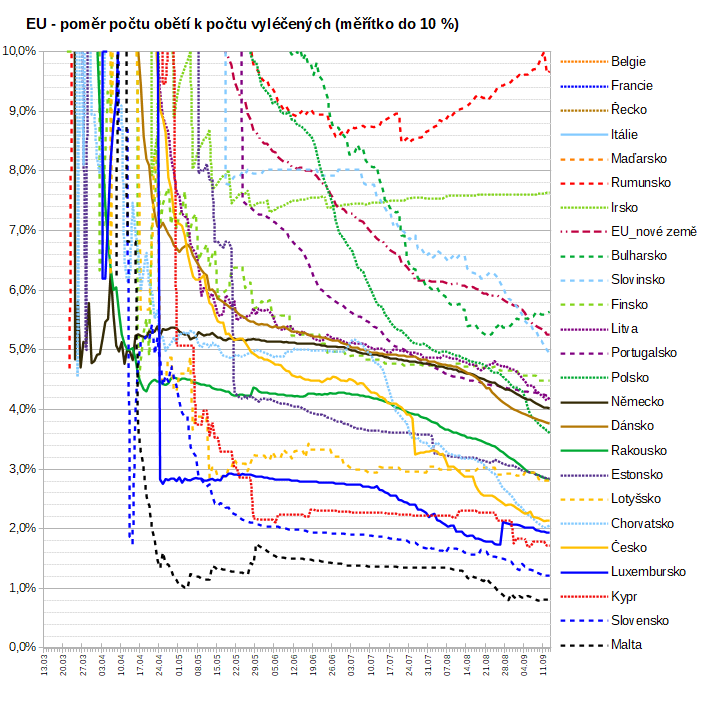 EU - poměr počtu obětí k počtu vyléčených (měřítko do 10 %)
10,0%
9,0%
8,0%
7,0%
6,0%
5,0%
4,0%
3,0%
2,0%
1,0%
0,0%
13.03
20.03
27.03
03.04
10.04
17.04
24.04
01.05
08.05
15.05
22.05
29.05
05.06
12.06
19.06
26.06
03.07
10.07
17.07
24.07
31.07
07.08
14.08
21.08
28.08
04.09
11.09
Belgie
Francie
Řecko
Itálie
Maďarsko
Rumunsko
Irsko
EU_nové země
Bulharsko
Slovinsko
Finsko
Litva
Portugalsko
Polsko
Německo
Dánsko
Rakousko
Estonsko
Lotyšsko
Chorvatsko
Česko
Luxembursko
Kypr
Slovensko
Malta